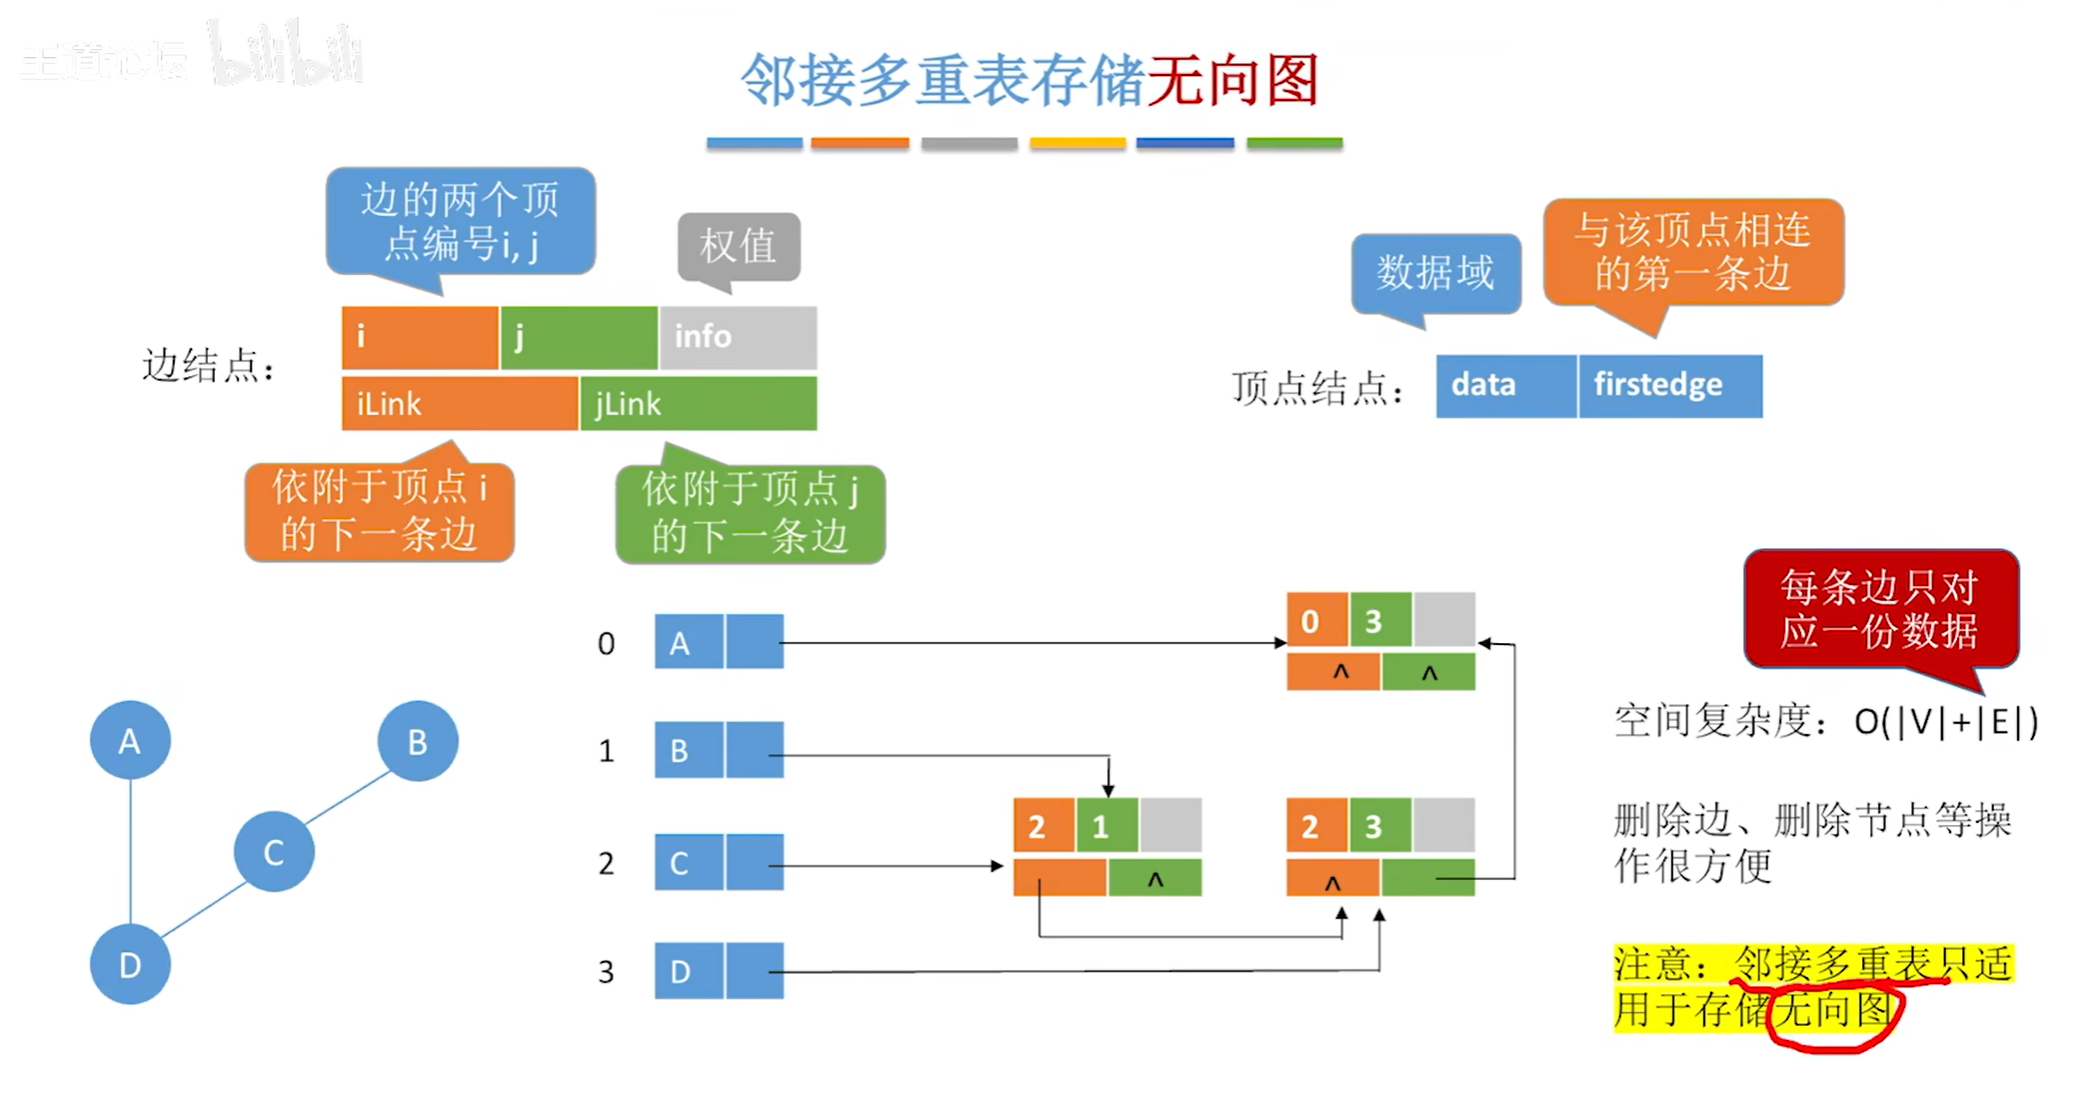 王道论坛 bilibili
邻接多重表存储无向图
边的两个顶
点编号i, j
权值
数据域
与该顶点相连
的第一条边
边结点：
i j info
iLink jLink
顶点结点：
data firstedge
依附于顶点 i
的下一条边
依附于顶点 j
的下一条边
每条边只对
应一份数据
空间复杂度：O(|V|+|E|)
删除边、删除节点等操
作很方便
注意：邻接多重表只适
用于存储无向图
A
B
C
D
0 A
1 B
2 C
3 D
0 3
^ ^
2 1
^
2 3
^